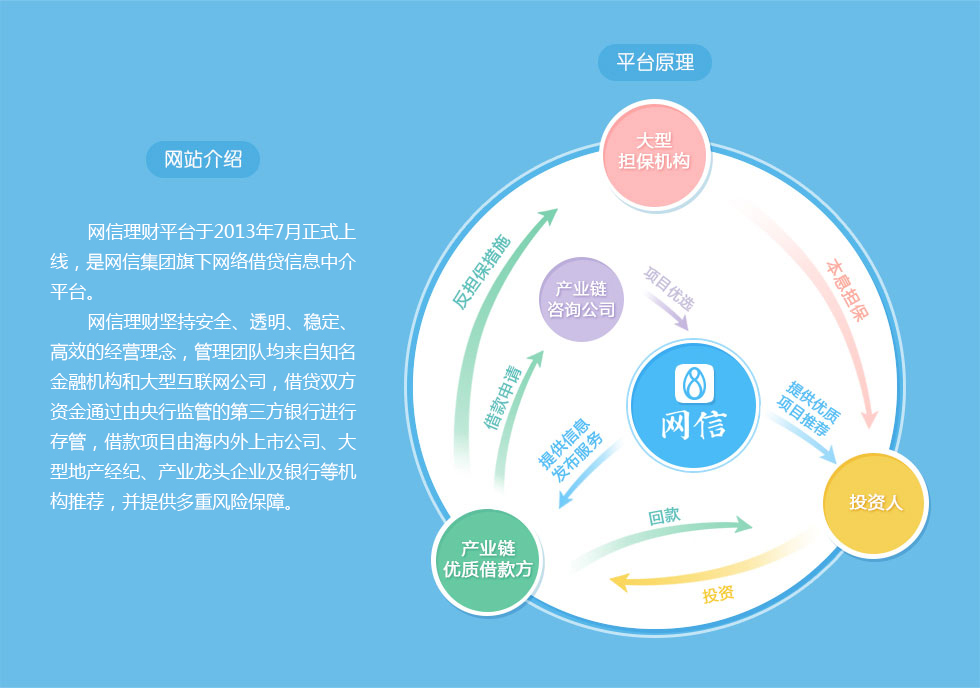 网站介绍
网信理财平台于2013年7月正式上
线，是网信集团旗下网络借贷信息中介
平台。
网信理财坚持安全、透明、稳定、
高效的经营理念，管理团队均来自知名
金融机构和大型互联网公司，借贷双方
资金通过由央行监管的第三方银行进行
存管，借款项目由海内外上市公司、大
型地产经纪、产业龙头企业及银行等机
构推荐，并提供多重风险保障。
平台原理
大型
担保机构
反担保措施
产业链
咨询公司
项目优选
本息担保
借款申请
网信
提供优质
项目推荐
提供信息
发布服务
投资人
回款
产业链
优质借款方
投资